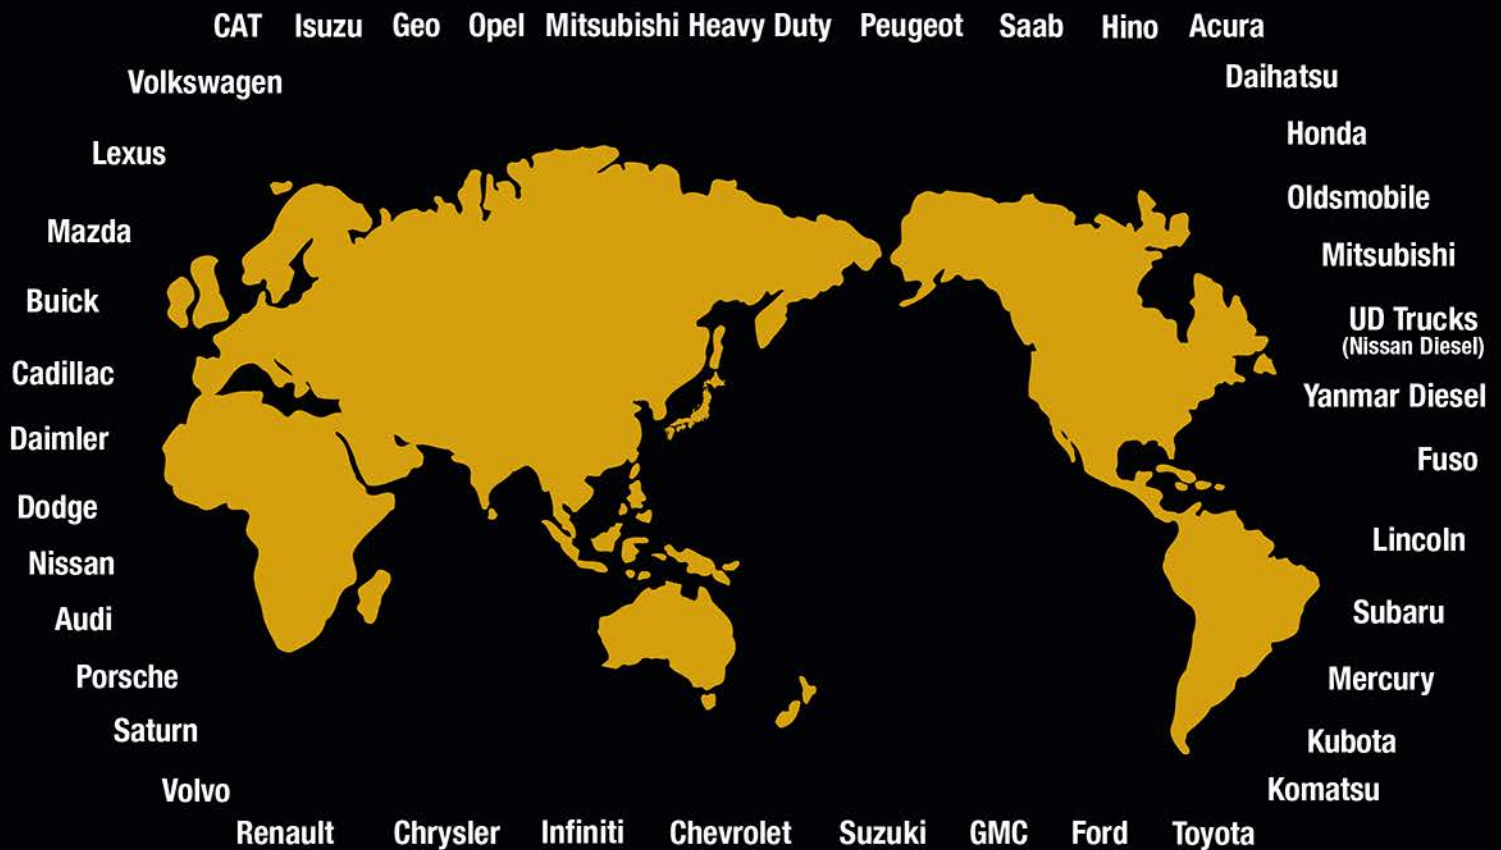 CAT Isuzu Geo Opel Mitsubishi Heavy Duty Peugeot Saab Hino Acura
Volkswagen
Daihatsu
Lexus
Honda
Mazda
Oldsmobile
Buick
Mitsubishi
Cadillac
UD Trucks
(Nissan Diesel)
Daimler
Yanmar Diesel
Dodge
Fuso
Nissan
Lincoln
Audi
Subaru
Porsche
Mercury
Saturn
Kubota
Volvo
Komatsu
Renault Chrysler Infiniti Chevrolet Suzuki GMC Ford Toyota